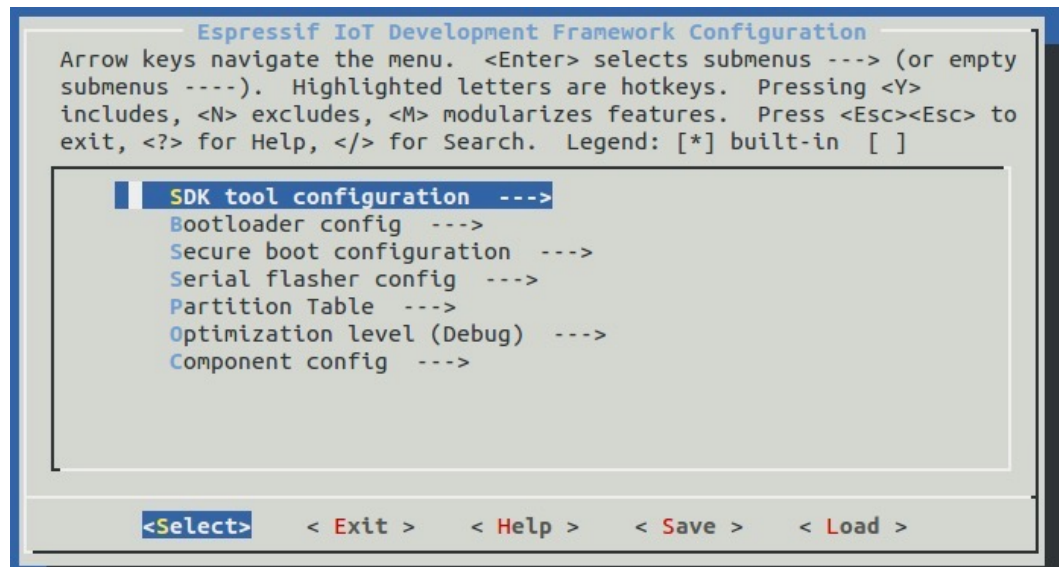 Espressif IoT Development Framework Configuration
Arrow keys navigate the menu.  <Enter> selects submenus ---> (or empty
submenus ----).  Highlighted letters are hotkeys.  Pressing <Y>
includes, <N> excludes, <M> modularizes features.  Press <Esc><Esc> to
exit, <?> for Help, </> for Search.  Legend: [*] built-in  [ ]
SDK tool configuration  --->
Bootloader config  --->
Secure boot configuration  --->
Serial flasher config  --->
Partition Table  --->
Optimization level (Debug)  --->
Component config  --->
<Select>    < Exit >    < Help >    < Save >    < Load >